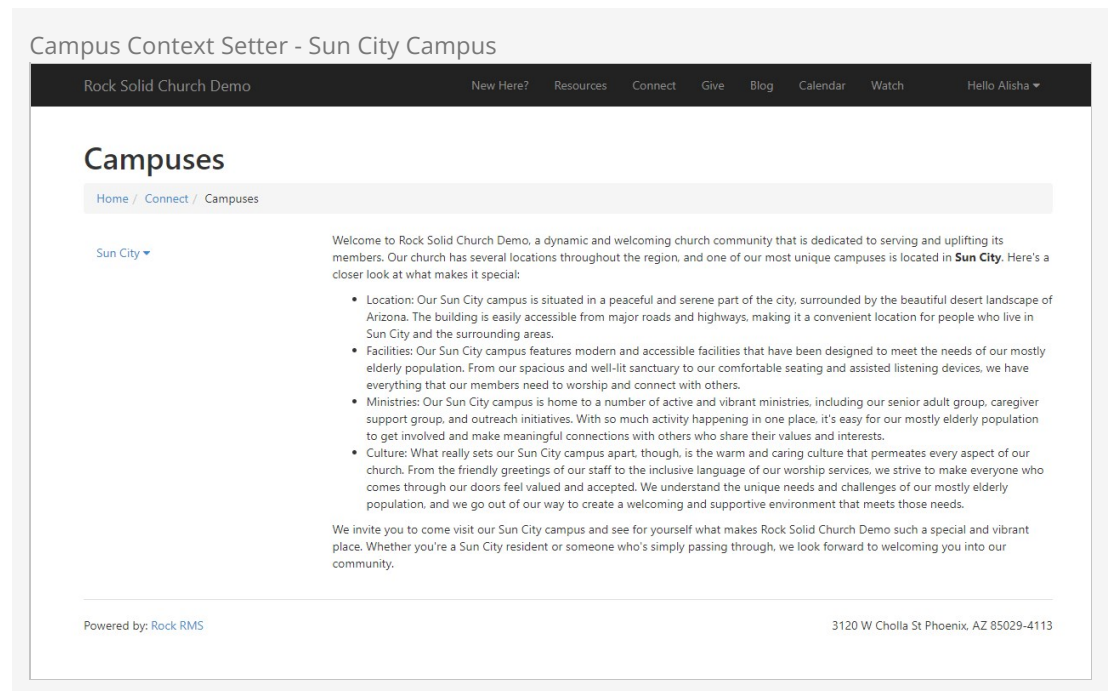 Campus Context Setter - Sun City Campus
Rock Solid Church Demo New Here? Resources Connect Give Blog Calendar Watch Hello Alisha
Campuses
Home / Connect / Campuses
Sun City
Welcome to Rock Solid Church Demo, a dynamic and welcoming church community that is dedicated to serving and uplifting its
members. Our church has several locations throughout the region, and one of our most unique campuses is located in Sun City. Here's a
closer look at what makes it special:
• Location: Our Sun City campus is situated in a peaceful and serene part of the city, surrounded by the beautiful desert landscape of
Arizona. The building is easily accessible from major roads and highways, making it a convenient location for people who live in
Sun City and the surrounding areas.
• Facilities: Our Sun City campus features modern and accessible facilities that have been designed to meet the needs of our mostly
elderly population. From our spacious and well-lit sanctuary to our comfortable seating and assisted listening devices, we have
everything that our members need to worship and connect with others.
• Ministries: Our Sun City campus is home to a number of active and vibrant ministries, including our senior adult group, caregiver
support group, and outreach initiatives. With so much activity happening in one place, it's easy for our mostly elderly population
to get involved and make meaningful connections with others who share their values and interests.
• Culture: What really sets our Sun City campus apart, though, is the warm and caring culture that permeates every aspect of our
church. From the friendly greetings of our staff to the inclusive language of our worship services, we strive to make everyone who
comes through our doors feel valued and accepted. We understand the unique needs and challenges of our mostly elderly
population, and we go out of our way to create a welcoming and supportive environment that meets those needs.
We invite you to come visit our Sun City campus and see for yourself what makes Rock Solid Church Demo such a special and vibrant
place. Whether you're a Sun City resident or someone who's simply passing through, we look forward to welcoming you into our
community.
Powered by: Rock RMS 3120 W Cholla St Phoenix, AZ 85029-4113